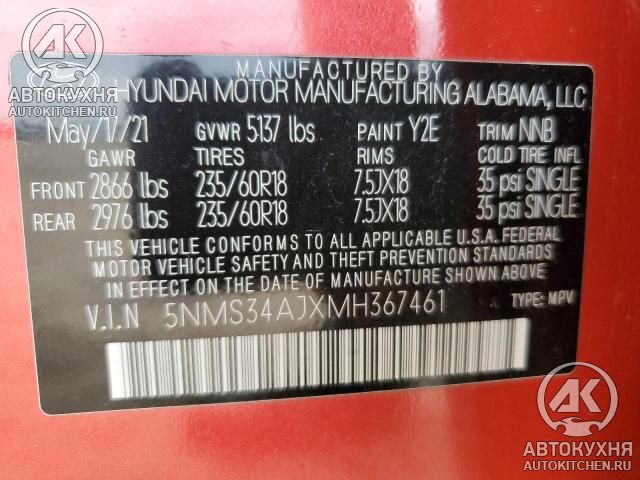 AK
АВТОКУХНЯ
AUTOKITCHEN.RU
MANUFACTURED BY
HYUNDAI MOTOR MANUFACTURING ALABAMA, LLC
May/17/21 GVWR 5137 lbs PAINT Y2E TRIM NNB
GAWR TIRES RIMS COLD TIRE INFL
FRONT 2866 lbs 235/60R18 7.5JX18 35 psi SINGLE
REAR 2976 lbs 235/60R18 7.5JX18 35 psi SINGLE
THIS VEHICLE CONFORMS TO ALL APPLICABLE U.S.A. FEDERAL
MOTOR VEHICLE SAFETY STANDARDS IN EFFECT ON THE
DATE OF MANUFACTURE SHOWN ABOVE.
V.I.N 5NMS34AJXMH367461 TYPE: MPV
AK
АВТОКУХНЯ
AUTOKITCHEN.RU